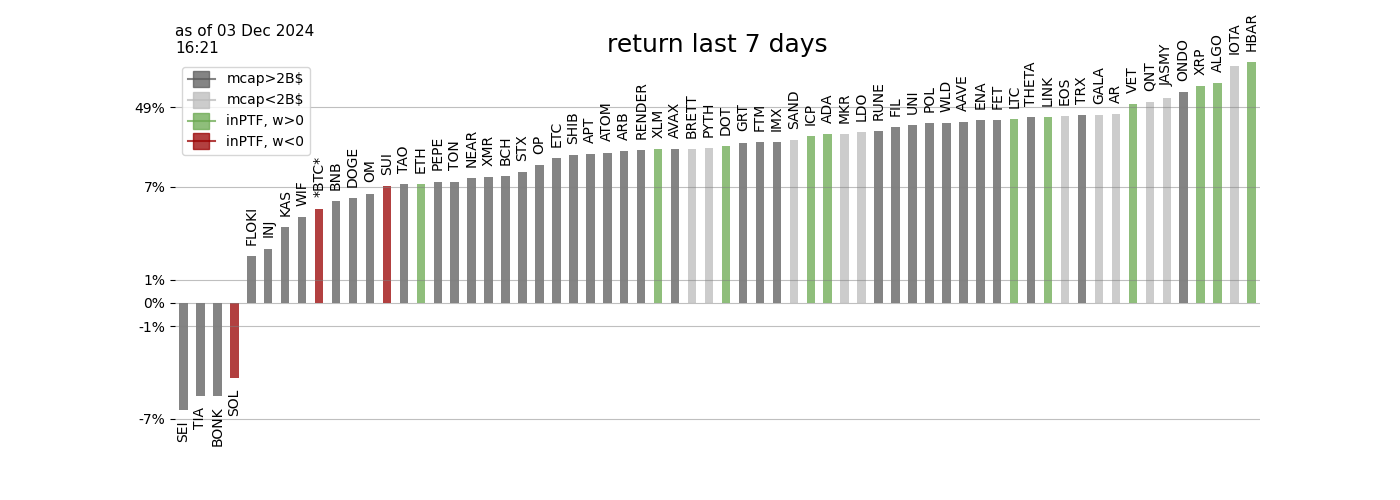 as of 03 Dec 2024
16:21
return last 7 days
mcap>2B$
mcap<2B$
inPTF, w>0
inPTF, w<0
49%
7%
1%
0%
-1%
-7%
SEI
TIA
BONK
SOL
FLOKI
INJ
KAS
WIF
*BTC*
BNB
DOGE
OM
SUI
TAO
ETH
PEPE
TON
NEAR
XMR
BCH
STX
OP
ETC
SHIB
APT
ATOM
ARB
RENDER
XLM
AVAX
BRETT
PYTH
DOT
GRT
FTM
IMX
SAND
ICP
ADA
MKR
LDO
RUNE
FIL
UNI
POL
WLD
AAVE
ENA
FET
LTC
THETA
LINK
EOS
TRX
GALA
AR
VET
QNT
JASMY
ONDO
XRP
ALGO
IOTA
HBAR